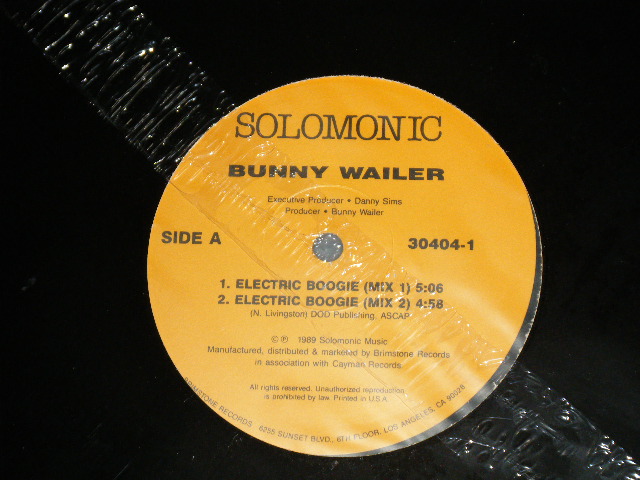 SOLOMONIC
BUNNY WAILER
Executive Producer • Danny Sims
Producer • Bunny Wailer
SIDE A 30404-1
1. ELECTRIC BOOGIE (MIX 1) 5:06
2. ELECTRIC BOOGIE (MIX 2) 4:58
(N. Livingston) DOD Publishing. ASCAP
© ℗ 1989 Solomonic Music
Manufactured, distributed & marketed by Brimstone Records
in association with Cayman Records
All rights reserved. Unauthorized reproduction
is prohibited by law. Printed in U.S.A.
BRIMSTONE RECORDS 6255 SUNSET BLVD., 6TH FLOOR, LOS ANGELES, CA 90028